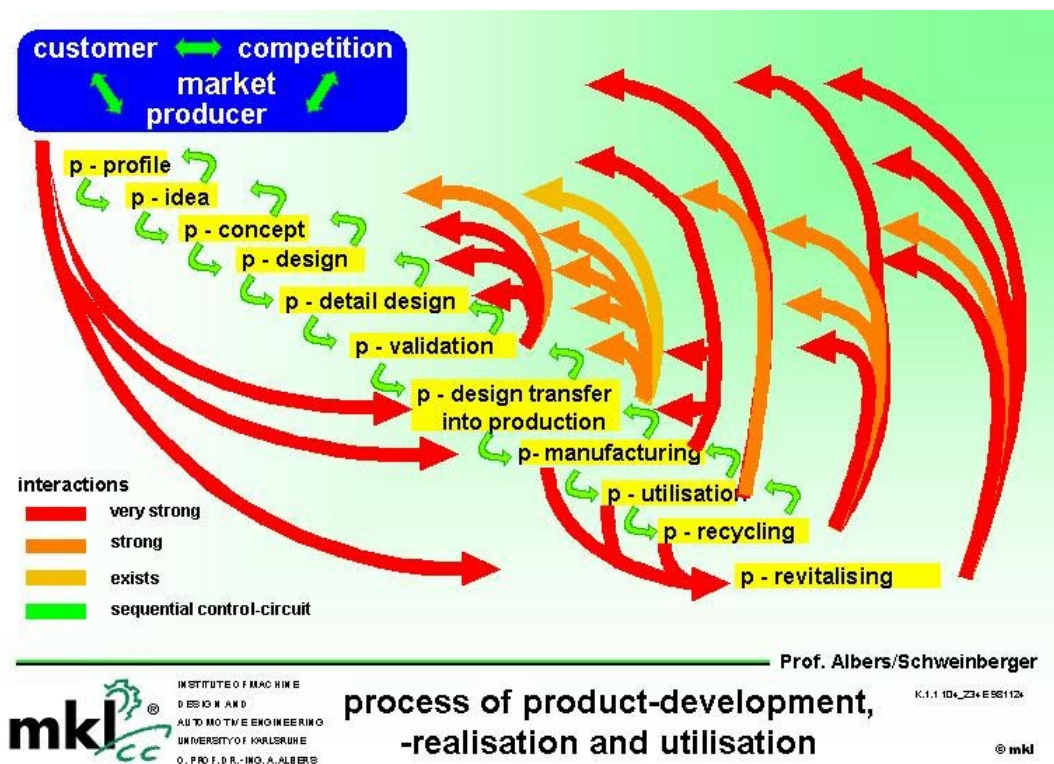 customer competition
market
producer
p - profile
p - idea
p - concept
p - design
p - detail design
p - validation
p - design transfer
into production
p- manufacturing
p - utilisation
p - recycling
p - revitalising
interactions
very strong
strong
exists
sequential control-circuit
Prof. Albers/Schweinberger
mkl ® cc
INSTITUTE OF MACHINE
DESIGN AND
AUTOMOTIVE ENGINEERING
UNIVERSITY OF KARLSRUHE
O. PROF. DR.-ING. A. ALBERS
process of product-development,
-realisation and utilisation
© mkl